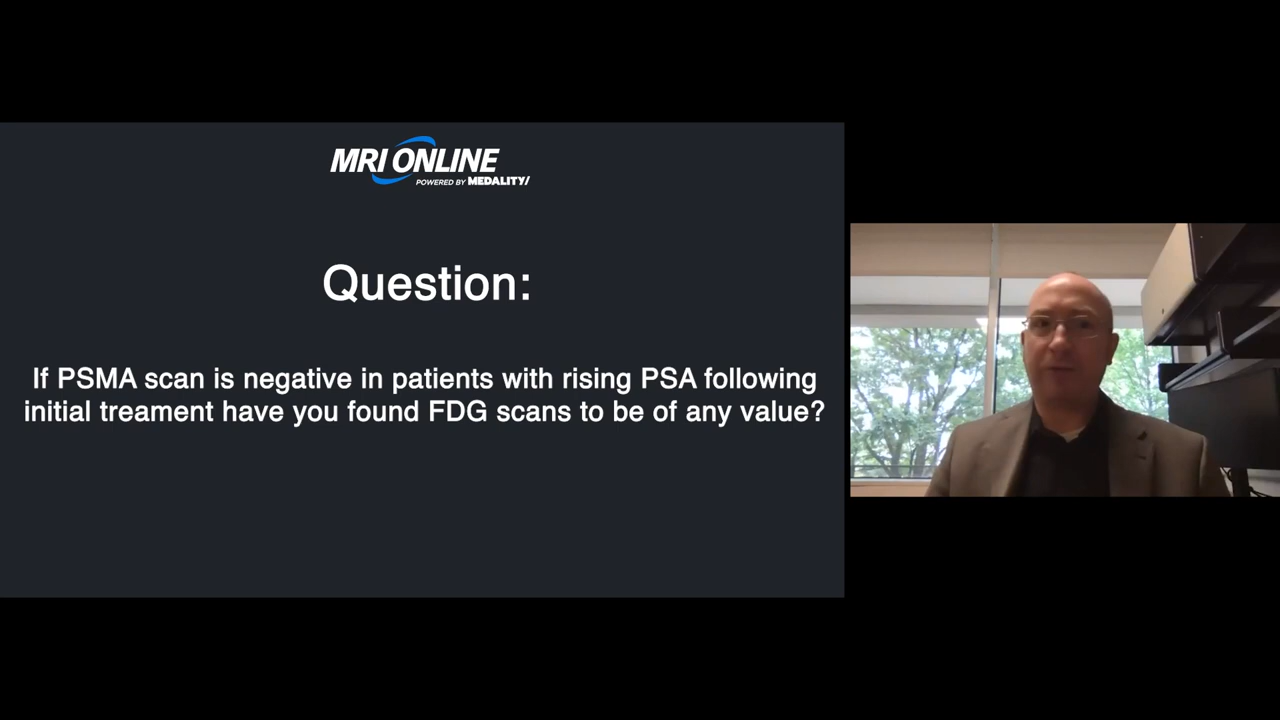 MRI ONLINE
POWERED BY MEDALITY/
Question:
If PSMA scan is negative in patients with rising PSA following
initial treament have you found FDG scans to be of any value?